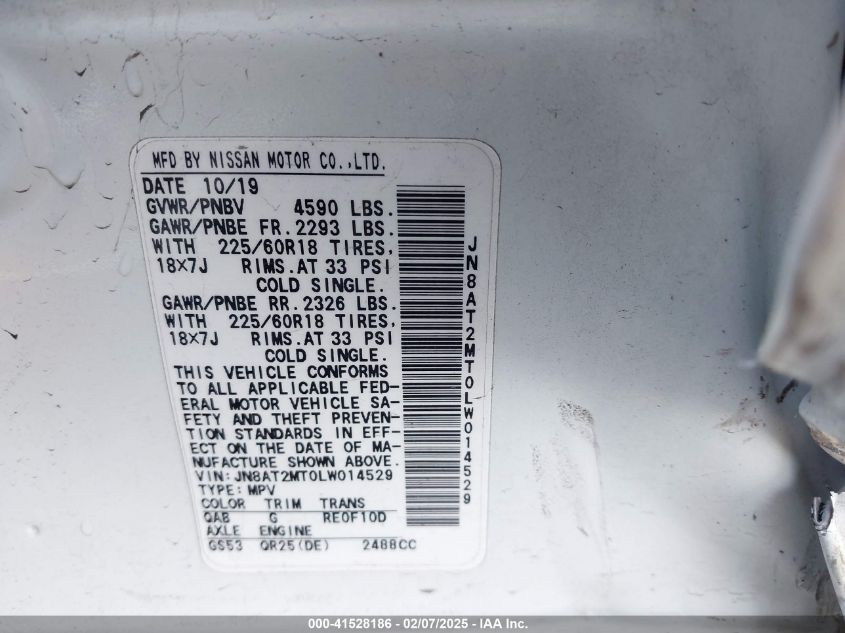 MFD BY NISSAN MOTOR CO.,LTD.
DATE 10/19
GVWR/PNBV 4590 LBS.
GAWR/PNBE FR.2293 LBS.
WITH 225/60R18 TIRES,
18X7J RIMS.AT 33 PSI
COLD SINGLE.
GAWR/PNBE RR.2326 LBS.
WITH 225/60R18 TIRES,
18X7J RIMS.AT 33 PSI
COLD SINGLE.
THIS VEHICLE CONFORMS
TO ALL APPLICABLE FED-
ERAL MOTOR VEHICLE SA-
FETY AND THEFT PREVEN-
TION STANDARDS IN EFF-
ECT ON THE DATE OF MA-
NUFACTURE SHOWN ABOVE.
VIN:JN8AT2MT0LW014529
TYPE:MPV
COLOR TRIM TRANS
QAB G RE0F10D
AXLE ENGINE
GS53 QR25(DE) 2488CC
JN8AT2MT0LW014529
000-41528186 - 02/07/2025 - IAA Inc.